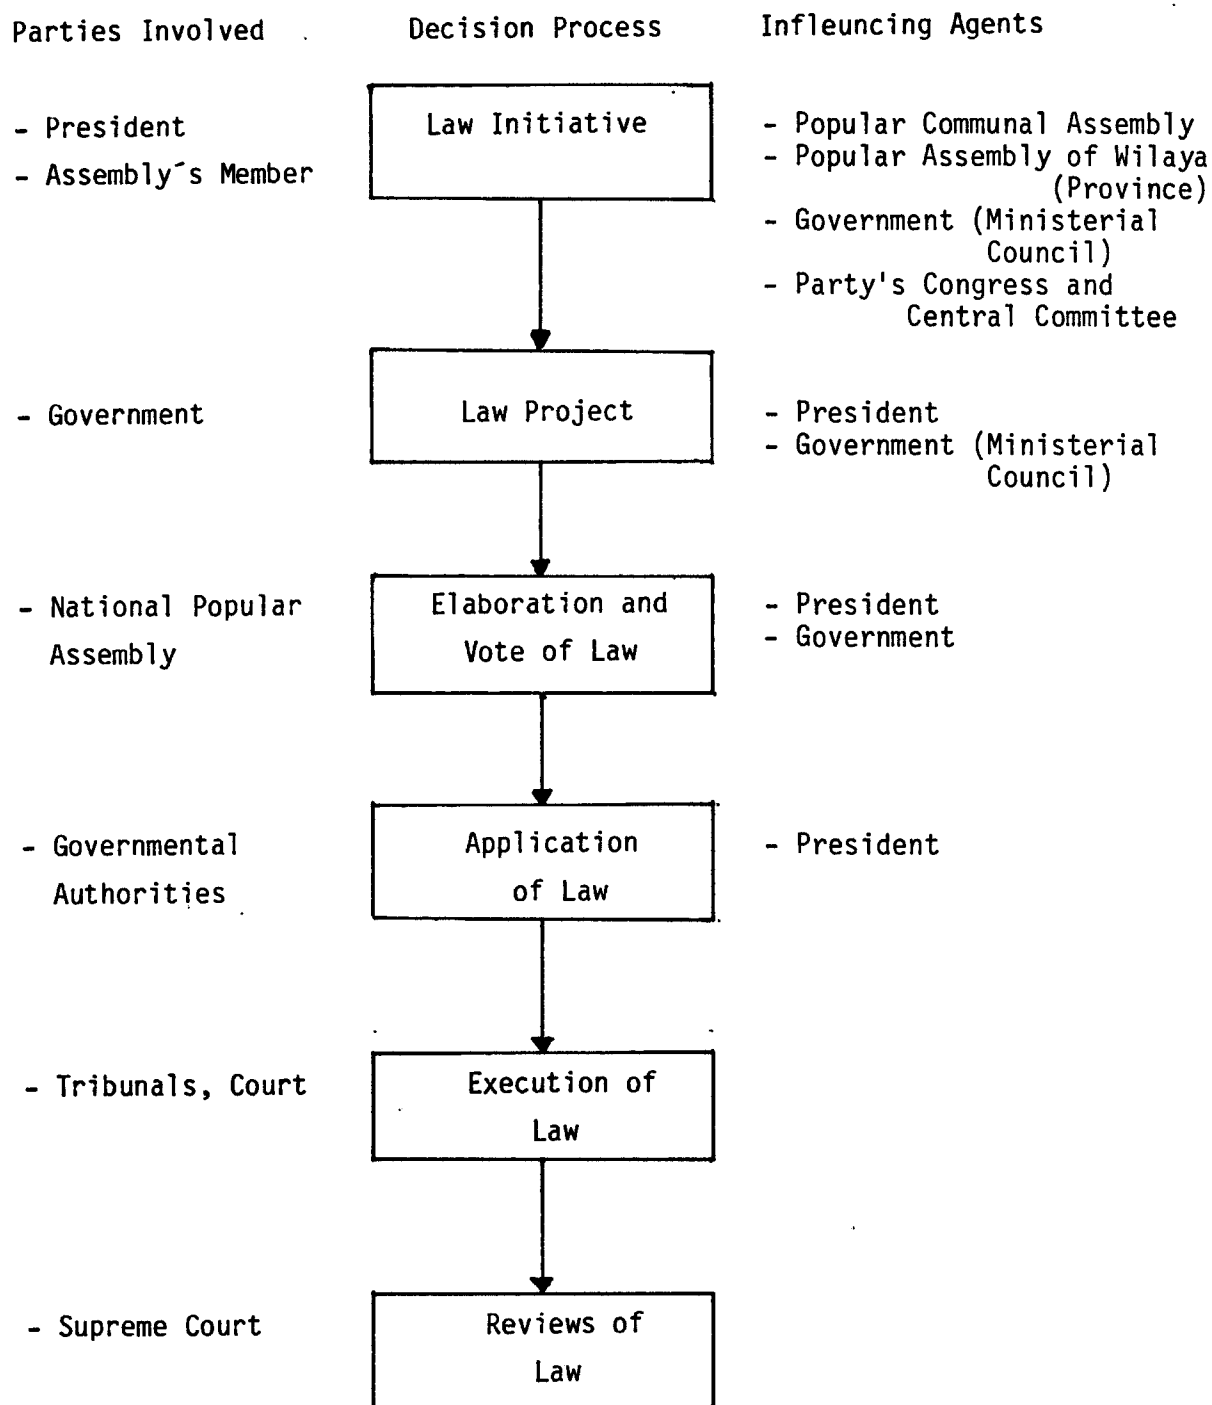 Parties Involved
Decision Process
Infleuncing Agents
- President
- Assembly's Member
Law Initiative
- Popular Communal Assembly
- Popular Assembly of Wilaya
(Province)
- Government (Ministerial
Council)
- Party's Congress and
Central Committee
- Government
Law Project
- President
- Government (Ministerial
Council)
- National Popular
Assembly
Elaboration and
Vote of Law
- President
- Government
- Governmental
Authorities
Application
of Law
- President
- Tribunals, Court
Execution of
Law
- Supreme Court
Reviews of
Law